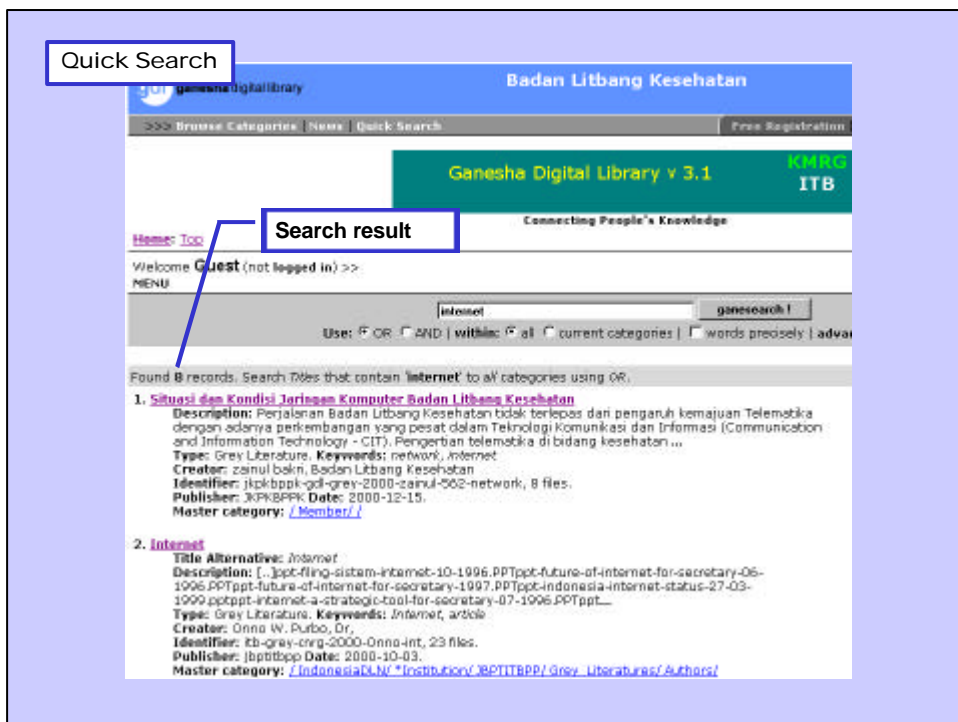 Quick Search
gdl ganesha digital library
Badan Litbang Kesehatan
>>> Browse Categories | News | Quick Search
Free Registration
Ganesha Digital Library v 3.1
KMRG
ITB
Connecting People's Knowledge
Search result
Home: Top
Welcome Guest (not logged in) >>
MENU
internet
ganesearch !
Use: OR AND | within: all current categories | words precisely | advan
Found 8 records. Search Titles that contain 'internet' to all categories using OR.
1. Situasi dan Kondisi Jaringan Komputer Badan Litbang Kesehatan
Description: Perjalanan Badan Litbang Kesehatan tidak terlepas dari pengaruh kemajuan Telematika
dengan adanya perkembangan yang pesat dalam Teknologi Komunikasi dan Informasi (Communication
and Information Technology - CIT). Pengertian telematika di bidang kesehatan ...
Type: Grey Literature. Keywords: network, internet
Creator: zainul bakri, Badan Litbang Kesehatan
Identifier: jkpkbppk-gdl-grey-2000-zainul-562-network, 8 files.
Publisher: JKPKBPPK Date: 2000-12-15.
Master category: / Member/ /
2. Internet
Title Alternative: Internet
Description: [..]ppt-filing-sistem-internet-10-1996.PPTppt-future-of-internet-for-secretary-06-
1996.PPTppt-future-of-internet-for-secretary-1997.PPTppt-indonesia-internet-status-27-03-
1999.pptppt-internet-a-strategic-tool-for-secretary-07-1996.PPTppt...
Type: Grey Literature. Keywords: Internet, article
Creator: Onno W. Purbo, Dr,
Identifier: itb-grey-cnrg-2000-Onno-int, 23 files.
Publisher: jbptitbpp Date: 2000-10-03.
Master category: / IndonesiaDLN/ *Institution/ JBPTITBPP/ Grey_Literatures/ Authors/